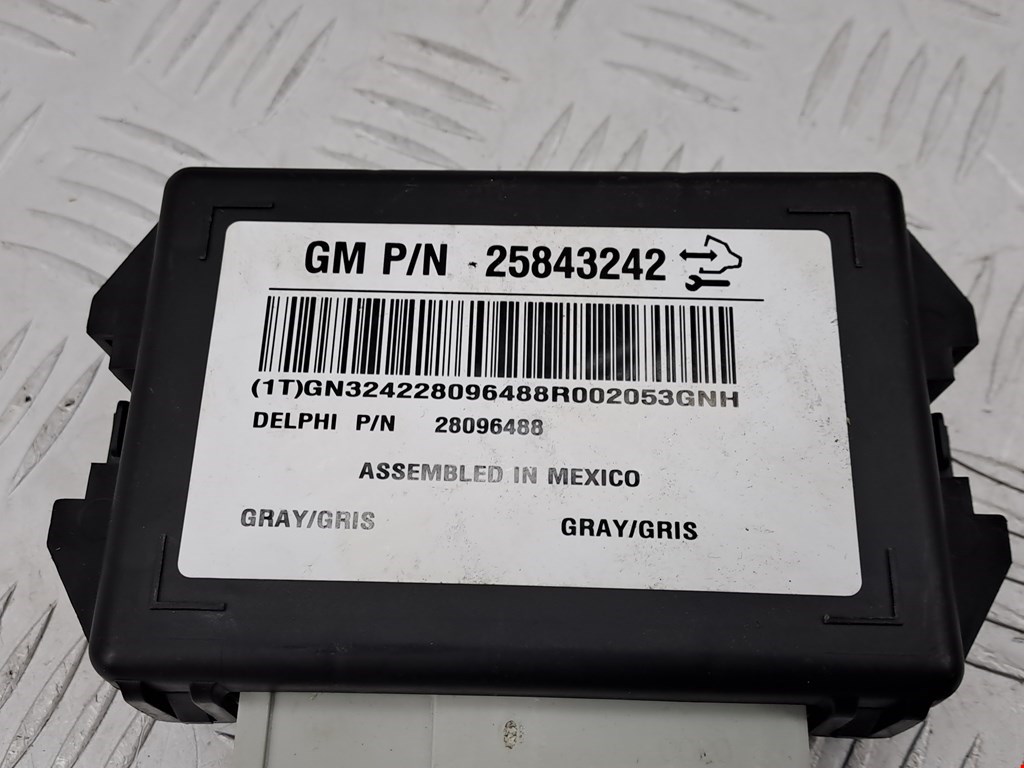 GM P/N 25843242
(1T)GN324228096488R002053GNH
DELPHI P/N 28096488
ASSEMBLED IN MEXICO
GRAY/GRIS GRAY/GRIS